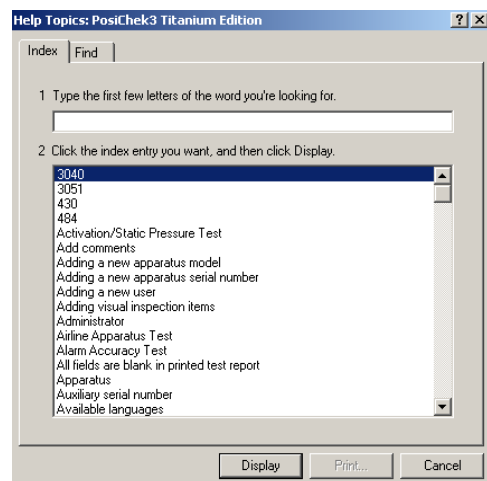 Help Topics: PosiChek3 Titanium Edition
Index Find
1 Type the first few letters of the word you're looking for.
2 Click the index entry you want, and then click Display.
3040
3051
430
484
Activation/Static Pressure Test
Add comments
Adding a new apparatus model
Adding a new apparatus serial number
Adding a new user
Adding visual inspection items
Administrator
Airline Apparatus Test
Alarm Accuracy Test
All fields are blank in printed test report
Apparatus
Auxiliary serial number
Available languages
Display Print... Cancel